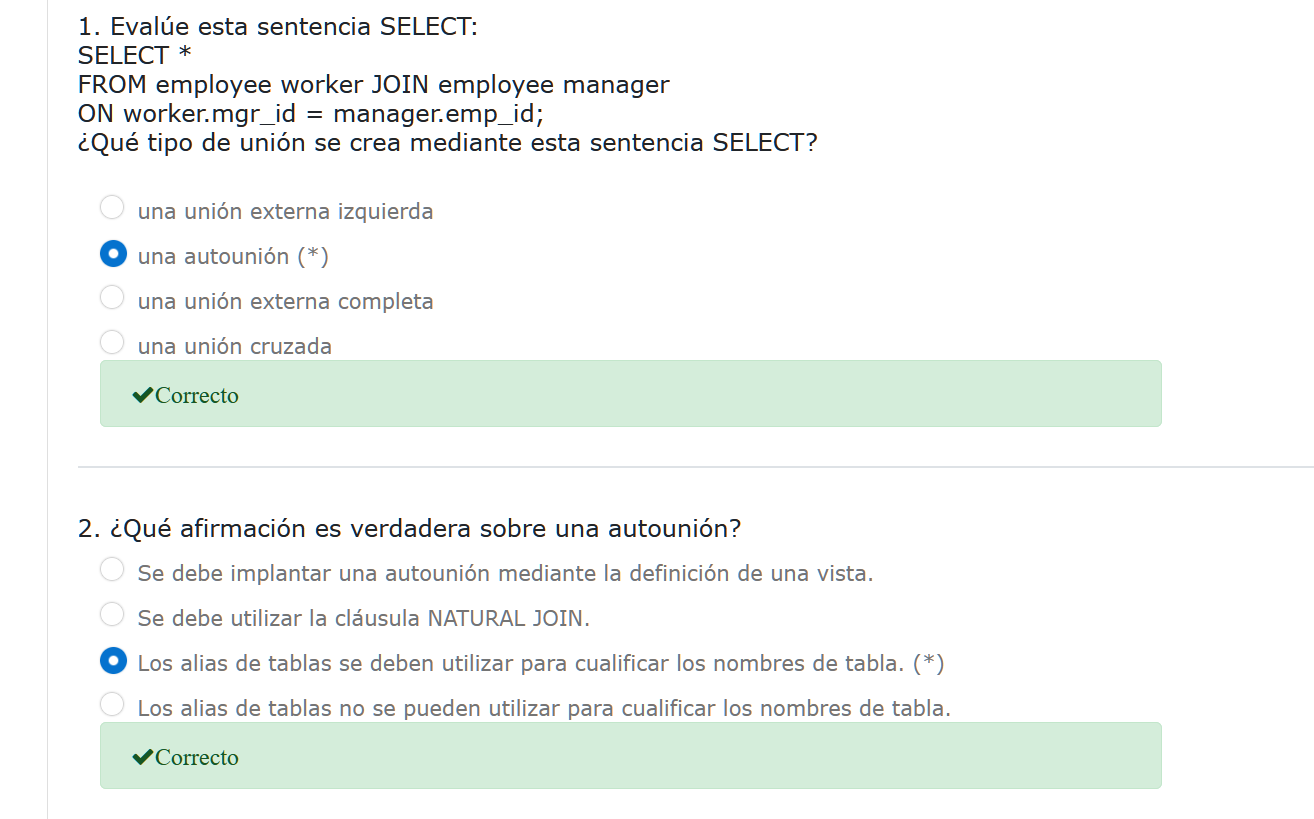 1. Evalúe esta sentencia SELECT:
SELECT *
FROM employee worker JOIN employee manager
ON worker.mgr_id = manager.emp_id;
¿Qué tipo de unión se crea mediante esta sentencia SELECT?
una unión externa izquierda
una autounión (*)
una unión externa completa
una unión cruzada
✔Correcto
2. ¿Qué afirmación es verdadera sobre una autounión?
Se debe implantar una autounión mediante la definición de una vista.
Se debe utilizar la cláusula NATURAL JOIN.
Los alias de tablas se deben utilizar para cualificar los nombres de tabla. (*)
Los alias de tablas no se pueden utilizar para cualificar los nombres de tabla.
✔Correcto